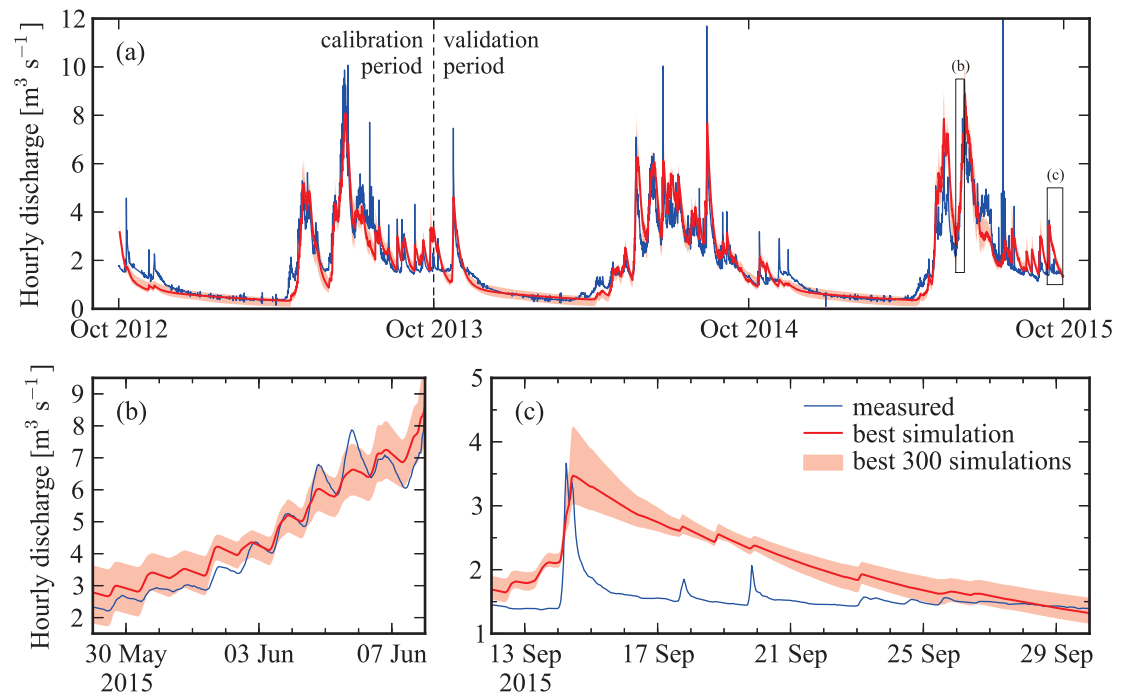 Hourly discharge [m³ s⁻¹]
12
10
8
6
4
2
0
(a)
calibration period
validation period
(b)
(c)
Oct 2012
Oct 2013
Oct 2014
Oct 2015
Hourly discharge [m³ s⁻¹]
9
8
7
6
5
4
3
2
(b)
30 May
2015
03 Jun
07 Jun
5
4
3
2
1
(c)
measured
best simulation
best 300 simulations
13 Sep
2015
17 Sep
21 Sep
25 Sep
29 Sep